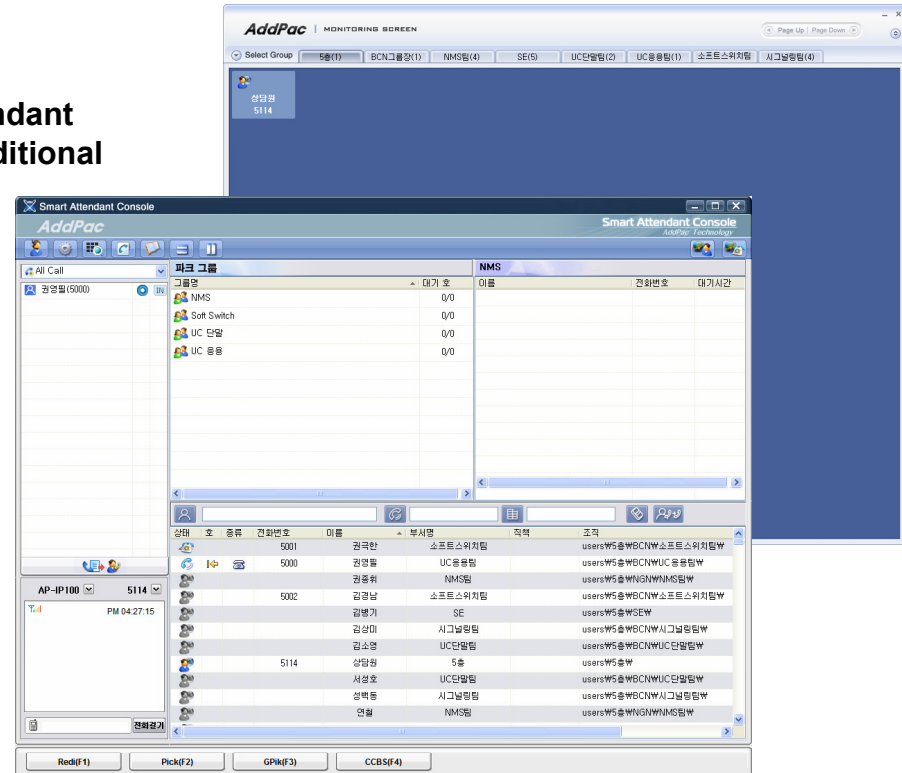 AddPac | MONITORING SCREEN
Page Up | Page Down
Select Group 5층(1) BCN그룹장(1) NMS팀(4) SE(5) UC단말팀(2) UC응용팀(1) 소프트스위치팀 시그널링팀(4)
상담원
5114
ndant
ditional
Smart Attendant Console
AddPac
Smart Attendant Console
AddPac Technology
All Call
권영필(5000) IN
파크 그룹
그룹명 대기 호
NMS 0/0
Soft Switch 0/0
UC 단말 0/0
UC 응용 0/0
NMS
이름 전화번호 대기시간
상태 호 종류 전화번호 이름 부서명 직책 조직
5001 권극한 소프트스위치팀 users₩5층₩BCN₩소프트스위치팀₩
5000 권영필 UC응용팀 users₩5층₩BCN₩UC응용팀₩
권종휘 NMS팀 users₩5층₩NGN₩NMS팀₩
5002 김경남 소프트스위치팀 users₩5층₩BCN₩소프트스위치팀₩
김병기 SE users₩5층₩SE₩
김상미 시그널링팀 users₩5층₩BCN₩시그널링팀₩
김소영 UC단말팀 users₩5층₩BCN₩UC단말팀₩
5114 상담원 5층 users₩5층₩
서성호 UC단말팀 users₩5층₩BCN₩UC단말팀₩
성백동 시그널링팀 users₩5층₩BCN₩시그널링팀₩
연철 NMS팀 users₩5층₩NGN₩NMS팀₩
AP-IP100 5114
PM 04:27:15
전화걸기
Redi(F1) Pick(F2) GPik(F3) CCBS(F4)